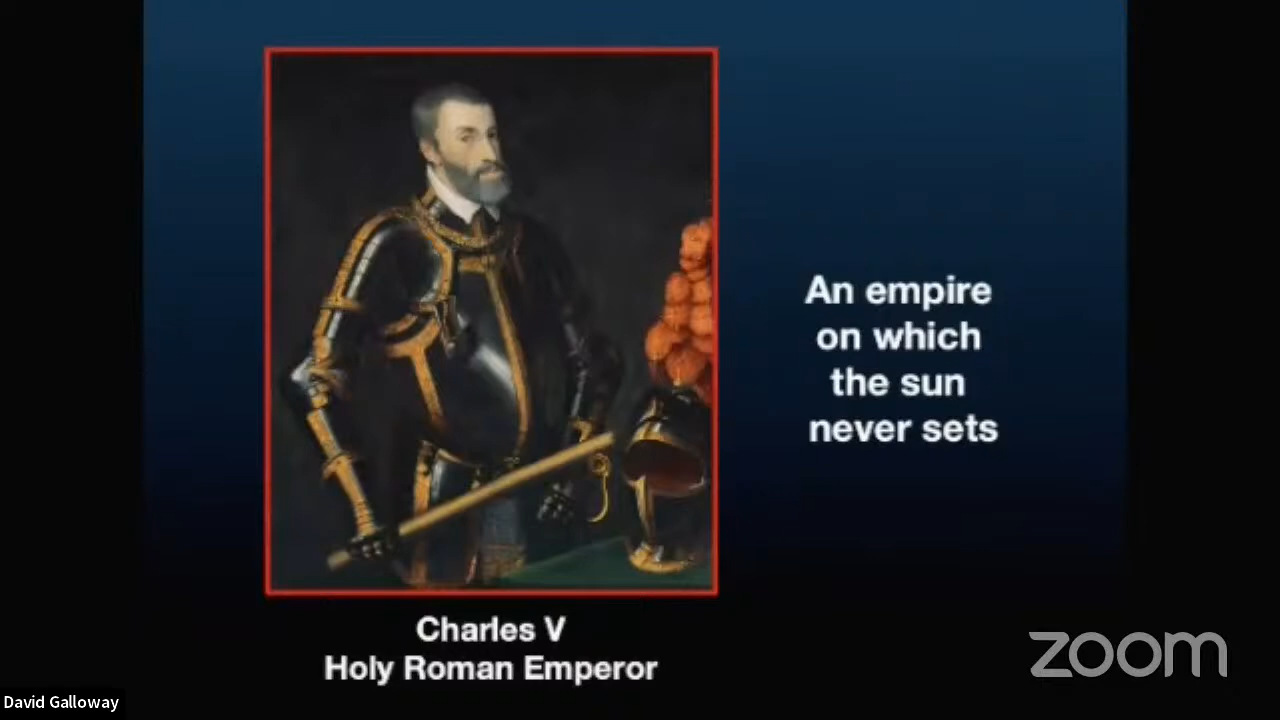 An empire
on which
the sun
never sets
Charles V
Holy Roman Emperor
zoom
David Galloway